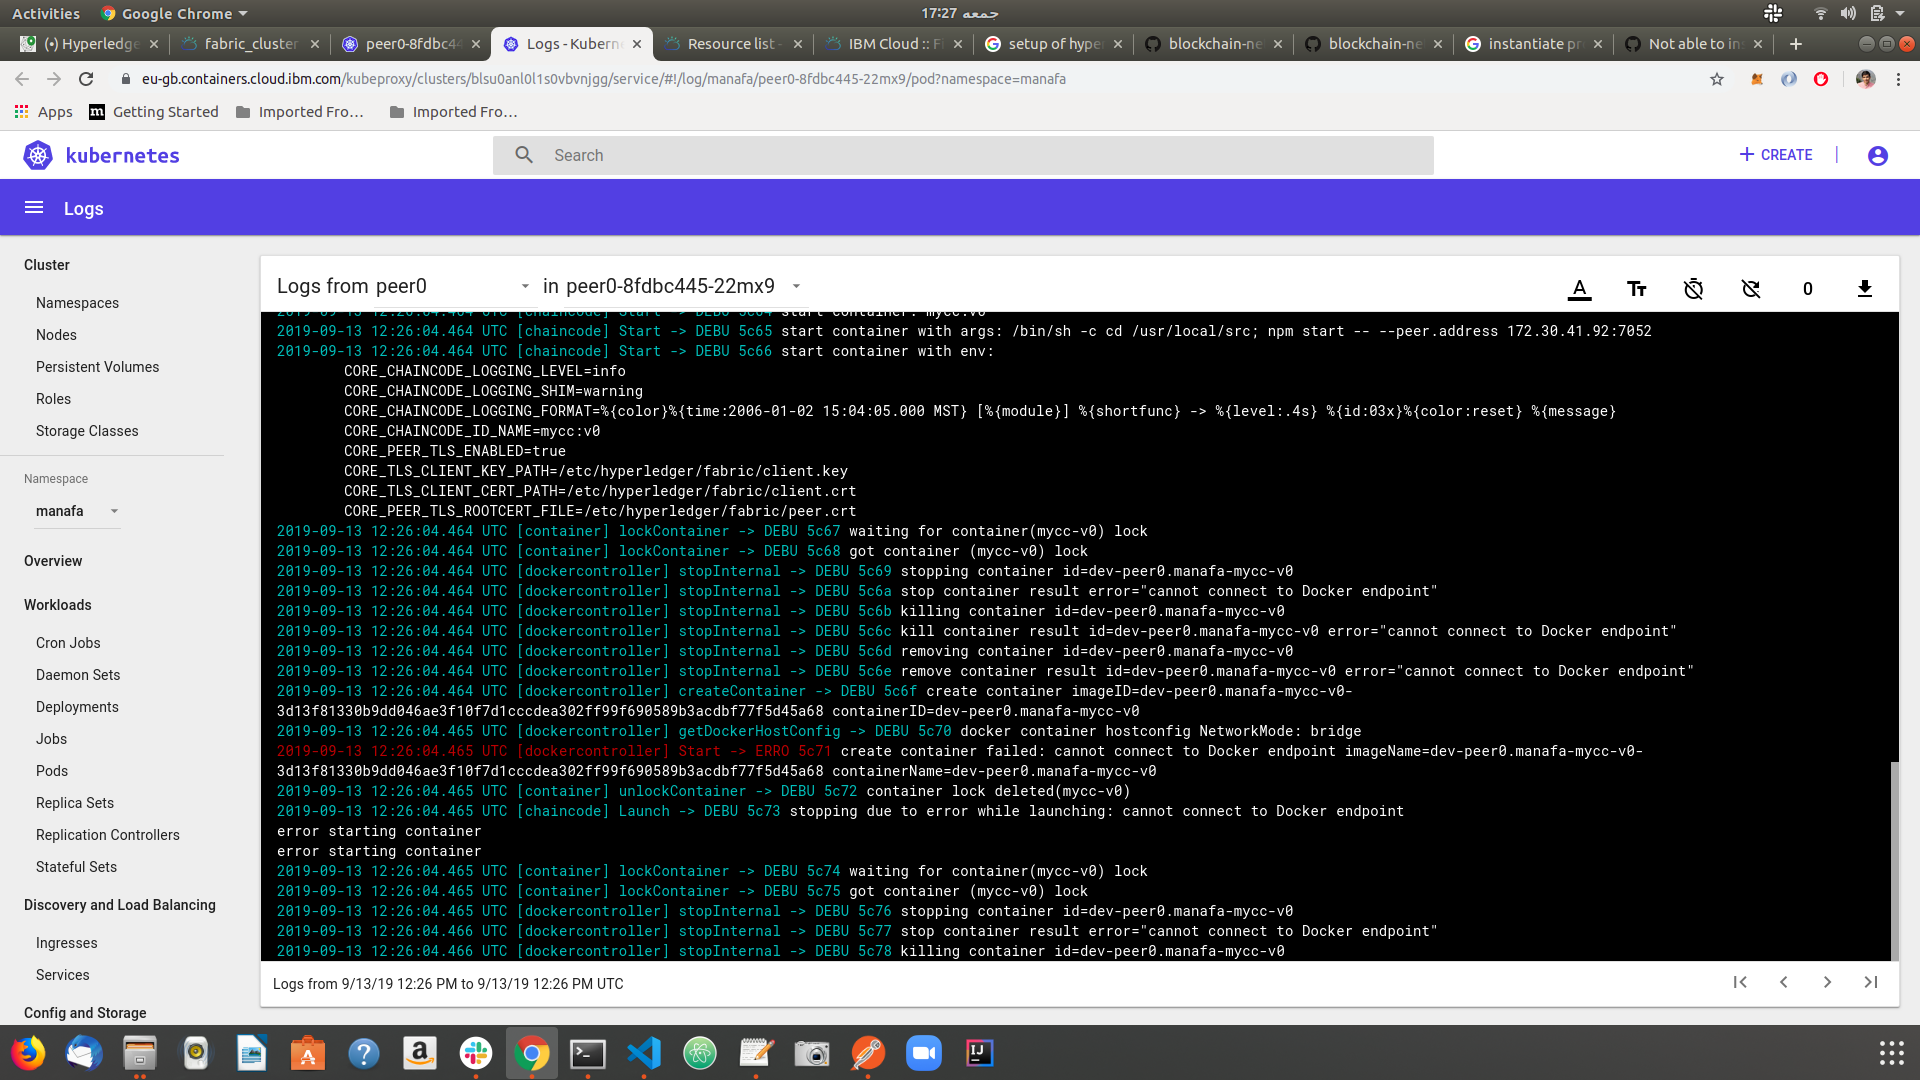 Activities
Google Chrome
17:27 جمعه
(•) Hyperledge
fabric_cluster
peer0-8fdbc44
Logs - Kuberne
Resource list -
IBM Cloud :: F
setup of hype
blockchain-ne
blockchain-ne
instantiate pr
Not able to in
eu-gb.containers.cloud.ibm.com/kubeproxy/clusters/blsu0anl0l1s0vbvnjgg/service/#!/log/manafa/peer0-8fdbc445-22mx9/pod?namespace=manafa
Apps
Getting Started
Imported Fro…
Imported Fro…
kubernetes
Search
CREATE
Logs
Cluster
Namespaces
Nodes
Persistent Volumes
Roles
Storage Classes
Namespace
manafa
Overview
Workloads
Cron Jobs
Daemon Sets
Deployments
Jobs
Pods
Replica Sets
Replication Controllers
Stateful Sets
Discovery and Load Balancing
Ingresses
Services
Config and Storage
Logs from peer0 in peer0-8fdbc445-22mx9
0
2019-09-13 12:26:04.464 UTC [chaincode] Start -> DEBU 5c64 start container: mycc:v0
2019-09-13 12:26:04.464 UTC [chaincode] Start -> DEBU 5c65 start container with args: /bin/sh -c cd /usr/local/src; npm start -- --peer.address 172.30.41.92:7052
2019-09-13 12:26:04.464 UTC [chaincode] Start -> DEBU 5c66 start container with env:
CORE_CHAINCODE_LOGGING_LEVEL=info
CORE_CHAINCODE_LOGGING_SHIM=warning
CORE_CHAINCODE_LOGGING_FORMAT=%{color}%{time:2006-01-02 15:04:05.000 MST} [%{module}] %{shortfunc} -> %{level:.4s} %{id:03x}%{color:reset} %{message}
CORE_CHAINCODE_ID_NAME=mycc:v0
CORE_PEER_TLS_ENABLED=true
CORE_TLS_CLIENT_KEY_PATH=/etc/hyperledger/fabric/client.key
CORE_TLS_CLIENT_CERT_PATH=/etc/hyperledger/fabric/client.crt
CORE_PEER_TLS_ROOTCERT_FILE=/etc/hyperledger/fabric/peer.crt
2019-09-13 12:26:04.464 UTC [container] lockContainer -> DEBU 5c67 waiting for container(mycc-v0) lock
2019-09-13 12:26:04.464 UTC [container] lockContainer -> DEBU 5c68 got container (mycc-v0) lock
2019-09-13 12:26:04.464 UTC [dockercontroller] stopInternal -> DEBU 5c69 stopping container id=dev-peer0.manafa-mycc-v0
2019-09-13 12:26:04.464 UTC [dockercontroller] stopInternal -> DEBU 5c6a stop container result error="cannot connect to Docker endpoint"
2019-09-13 12:26:04.464 UTC [dockercontroller] stopInternal -> DEBU 5c6b killing container id=dev-peer0.manafa-mycc-v0
2019-09-13 12:26:04.464 UTC [dockercontroller] stopInternal -> DEBU 5c6c kill container result id=dev-peer0.manafa-mycc-v0 error="cannot connect to Docker endpoint"
2019-09-13 12:26:04.464 UTC [dockercontroller] stopInternal -> DEBU 5c6d removing container id=dev-peer0.manafa-mycc-v0
2019-09-13 12:26:04.464 UTC [dockercontroller] stopInternal -> DEBU 5c6e remove container result id=dev-peer0.manafa-mycc-v0 error="cannot connect to Docker endpoint"
2019-09-13 12:26:04.464 UTC [dockercontroller] createContainer -> DEBU 5c6f create container imageID=dev-peer0.manafa-mycc-v0-
3d13f81330b9dd046ae3f10f7d1cccdea302ff99f690589b3acdbf77f5d45a68 containerID=dev-peer0.manafa-mycc-v0
2019-09-13 12:26:04.465 UTC [dockercontroller] getDockerHostConfig -> DEBU 5c70 docker container hostconfig NetworkMode: bridge
2019-09-13 12:26:04.465 UTC [dockercontroller] Start -> ERRO 5c71 create container failed: cannot connect to Docker endpoint imageName=dev-peer0.manafa-mycc-v0-
3d13f81330b9dd046ae3f10f7d1cccdea302ff99f690589b3acdbf77f5d45a68 containerName=dev-peer0.manafa-mycc-v0
2019-09-13 12:26:04.465 UTC [container] unlockContainer -> DEBU 5c72 container lock deleted(mycc-v0)
2019-09-13 12:26:04.465 UTC [chaincode] Launch -> DEBU 5c73 stopping due to error while launching: cannot connect to Docker endpoint
error starting container
error starting container
2019-09-13 12:26:04.465 UTC [container] lockContainer -> DEBU 5c74 waiting for container(mycc-v0) lock
2019-09-13 12:26:04.465 UTC [container] lockContainer -> DEBU 5c75 got container (mycc-v0) lock
2019-09-13 12:26:04.465 UTC [dockercontroller] stopInternal -> DEBU 5c76 stopping container id=dev-peer0.manafa-mycc-v0
2019-09-13 12:26:04.466 UTC [dockercontroller] stopInternal -> DEBU 5c77 stop container result error="cannot connect to Docker endpoint"
2019-09-13 12:26:04.466 UTC [dockercontroller] stopInternal -> DEBU 5c78 killing container id=dev-peer0.manafa-mycc-v0
Logs from 9/13/19 12:26 PM to 9/13/19 12:26 PM UTC